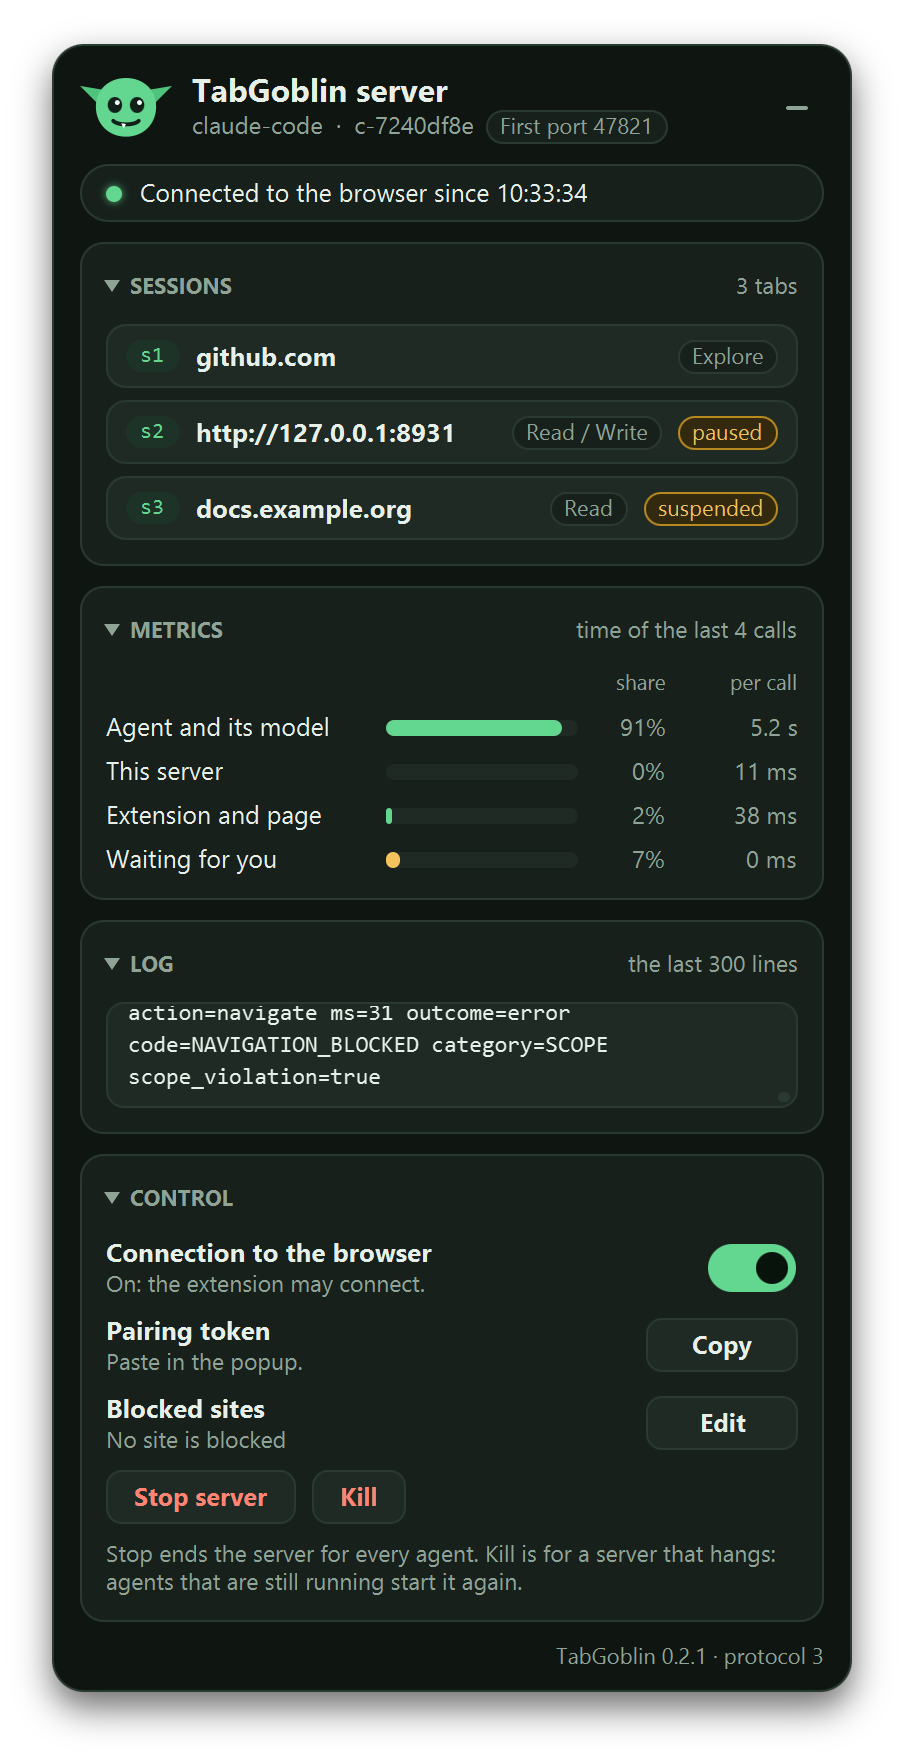 TabGoblin server
claude-code · c-7240df8e First port 47821
Connected to the browser since 10:33:34
SESSIONS 3 tabs
s1 github.com Explore
s2 http://127.0.0.1:8931 Read / Write paused
s3 docs.example.org Read suspended
METRICS time of the last 4 calls
share per call
Agent and its model 91% 5.2 s
This server 0% 11 ms
Extension and page 2% 38 ms
Waiting for you 7% 0 ms
LOG the last 300 lines
action=navigate ms=31 outcome=error
code=NAVIGATION_BLOCKED category=SCOPE
scope_violation=true
CONTROL
Connection to the browser
On: the extension may connect.
Pairing token
Paste in the popup.
Copy
Blocked sites
No site is blocked
Edit
Stop server Kill
Stop ends the server for every agent. Kill is for a server that hangs:
agents that are still running start it again.
TabGoblin 0.2.1 · protocol 3